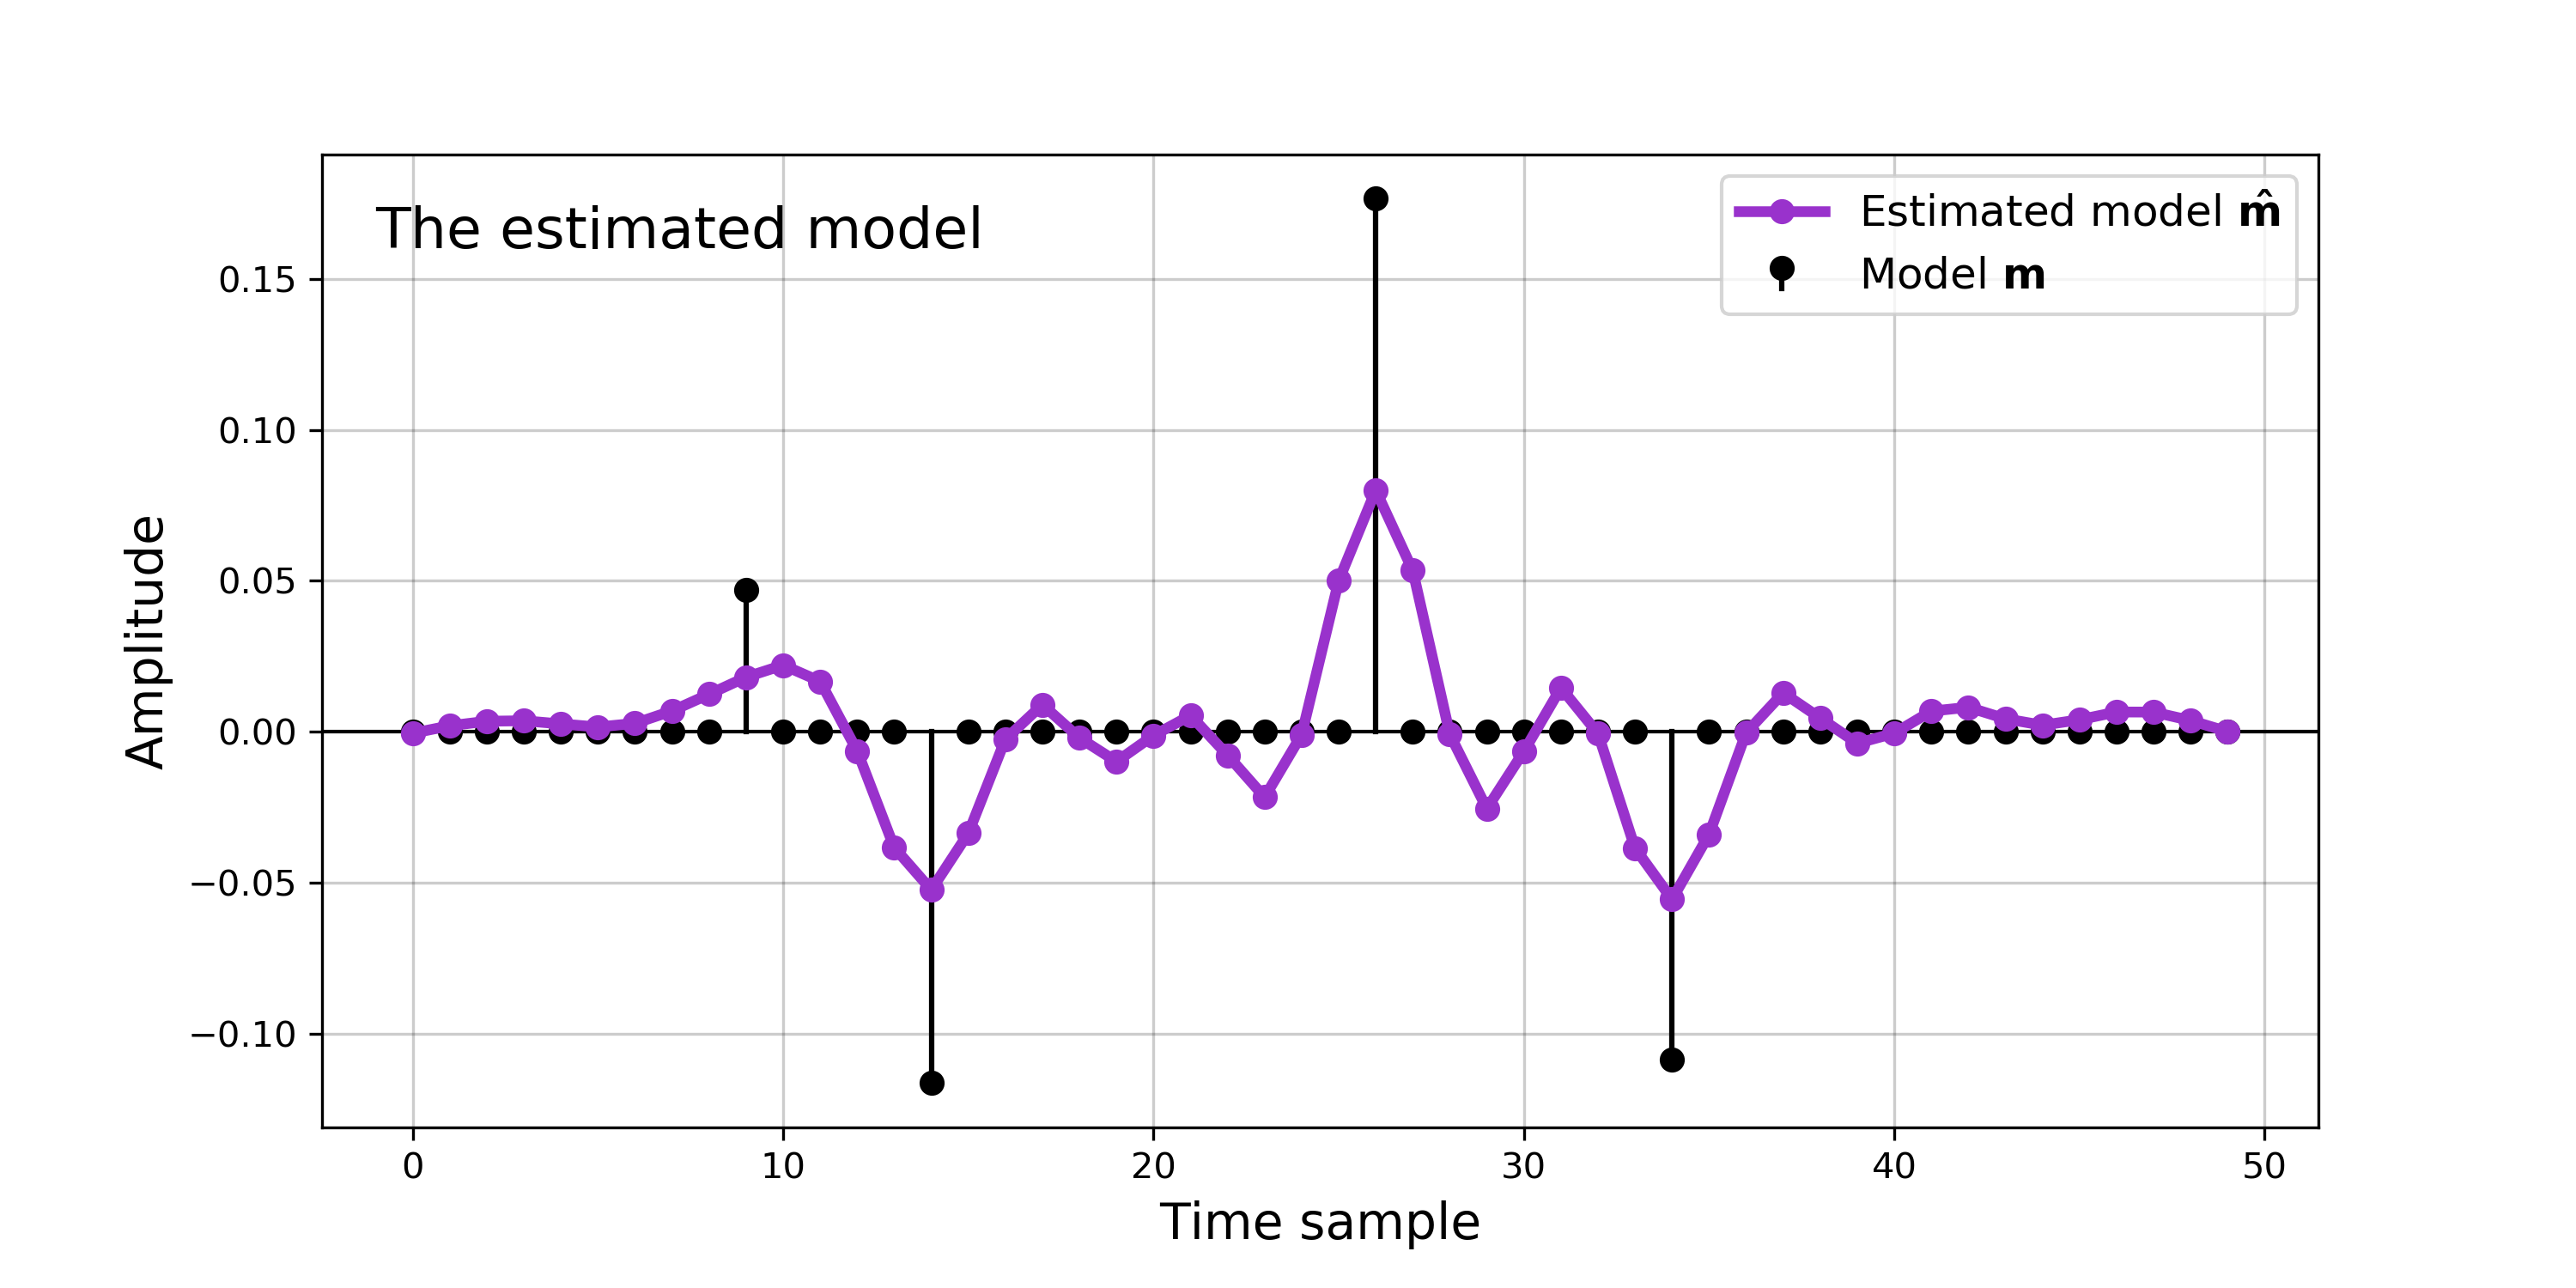 The estimated model
Estimated model m̂
Model m
0.15
0.10
0.05
0.00
−0.05
−0.10
Amplitude
0 10 20 30 40 50
Time sample